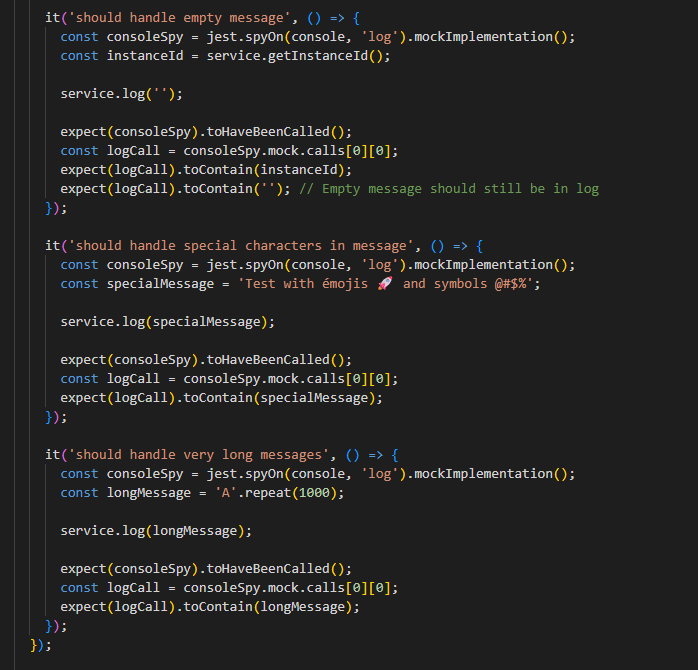 it('should handle empty message', () => {
const consoleSpy = jest.spyOn(console, 'log').mockImplementation();
const instanceId = service.getInstanceId();
service.log('');
expect(consoleSpy).toHaveBeenCalled();
const logCall = consoleSpy.mock.calls[0][0];
expect(logCall).toContain(instanceId);
expect(logCall).toContain(''); // Empty message should still be in log
});
it('should handle special characters in message', () => {
const consoleSpy = jest.spyOn(console, 'log').mockImplementation();
const specialMessage = 'Test with émojis 🚀 and symbols @#$%';
service.log(specialMessage);
expect(consoleSpy).toHaveBeenCalled();
const logCall = consoleSpy.mock.calls[0][0];
expect(logCall).toContain(specialMessage);
});
it('should handle very long messages', () => {
const consoleSpy = jest.spyOn(console, 'log').mockImplementation();
const longMessage = 'A'.repeat(1000);
service.log(longMessage);
expect(consoleSpy).toHaveBeenCalled();
const logCall = consoleSpy.mock.calls[0][0];
expect(logCall).toContain(longMessage);
});
});